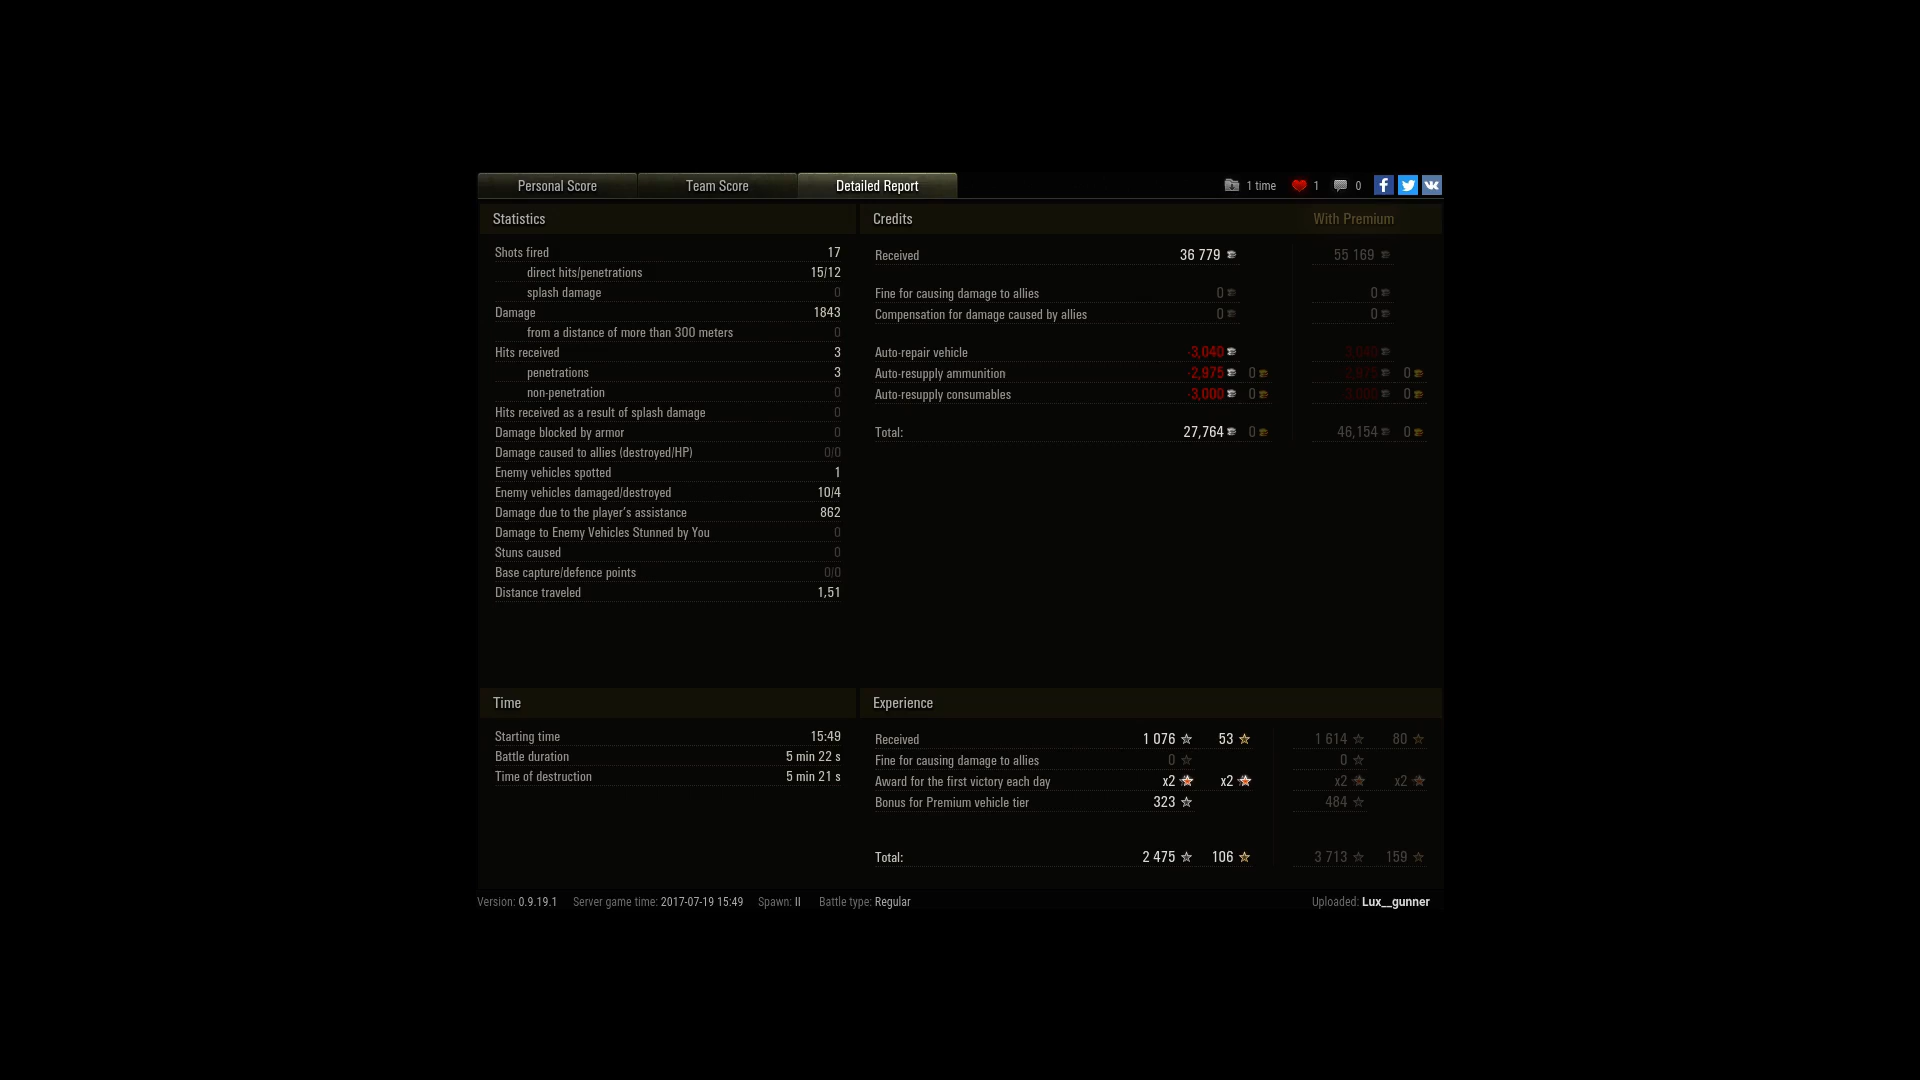 Personal Score Team Score Detailed Report 1 time 1 0
Statistics
Shots fired 17
direct hits/penetrations 15/12
splash damage 0
Damage 1843
from a distance of more than 300 meters 0
Hits received 3
penetrations 3
non-penetration 0
Hits received as a result of splash damage 0
Damage blocked by armor 0
Damage caused to allies (destroyed/HP) 0/0
Enemy vehicles spotted 1
Enemy vehicles damaged/destroyed 10/4
Damage due to the player's assistance 862
Damage to Enemy Vehicles Stunned by You 0
Stuns caused 0
Base capture/defence points 0/0
Distance traveled 1,51
Credits With Premium
Received 36 779 55 169
Fine for causing damage to allies 0 0
Compensation for damage caused by allies 0 0
Auto-repair vehicle -3,040 3,040
Auto-resupply ammunition -2,975 0 2,975 0
Auto-resupply consumables -3,000 0 3,000 0
Total: 27,764 0 46,154 0
Time
Starting time 15:49
Battle duration 5 min 22 s
Time of destruction 5 min 21 s
Experience
Received 1 076 53 1 614 80
Fine for causing damage to allies 0 0
Award for the first victory each day x2 x2 x2 x2
Bonus for Premium vehicle tier 323 484
Total: 2 475 106 3 713 159
Version: 0.9.19.1 Server game time: 2017-07-19 15:49 Spawn: II Battle type: Regular Uploaded: Lux__gunner